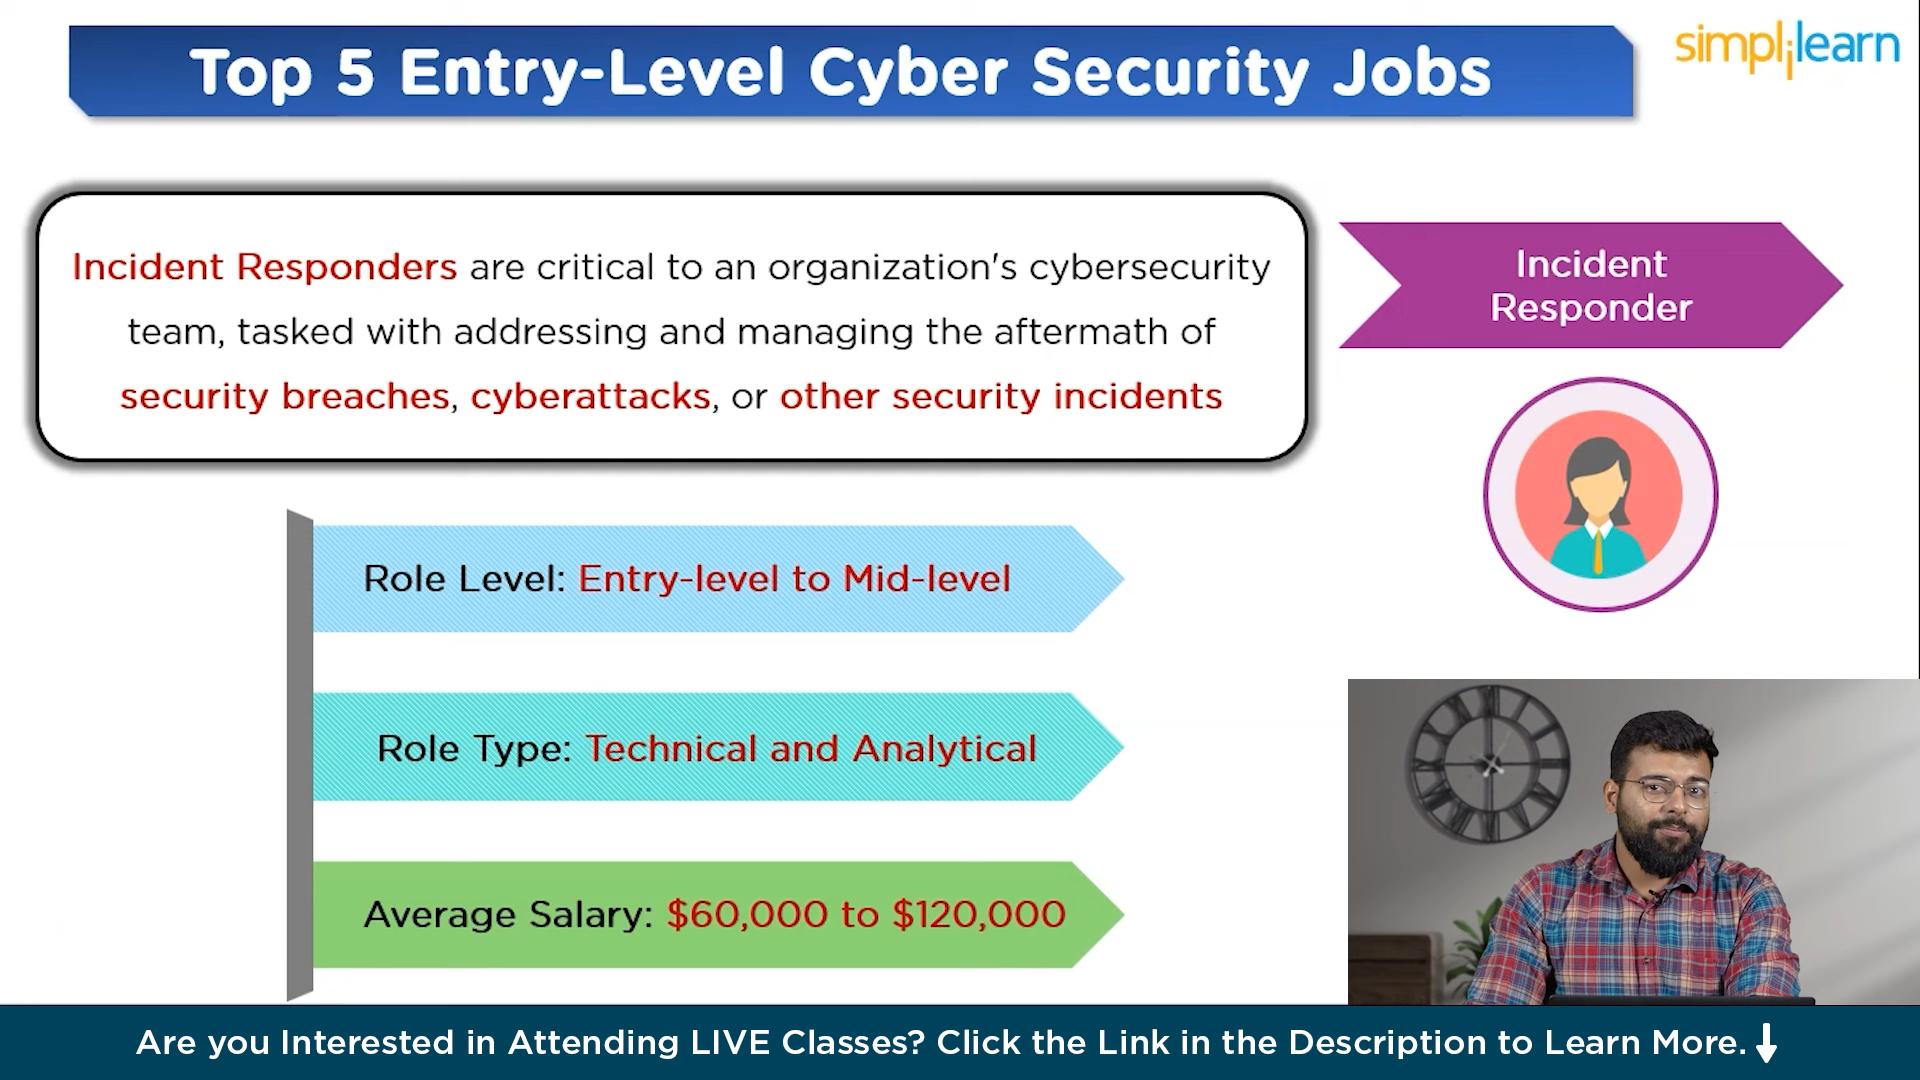 Top 5 Entry-Level Cyber Security Jobs
simplilearn
Incident Responders are critical to an organization's cybersecurity
team, tasked with addressing and managing the aftermath of
security breaches, cyberattacks, or other security incidents
Incident
Responder
Role Level: Entry-level to Mid-level
Role Type: Technical and Analytical
Average Salary: $60,000 to $120,000
Are you Interested in Attending LIVE Classes? Click the Link in the Description to Learn More.